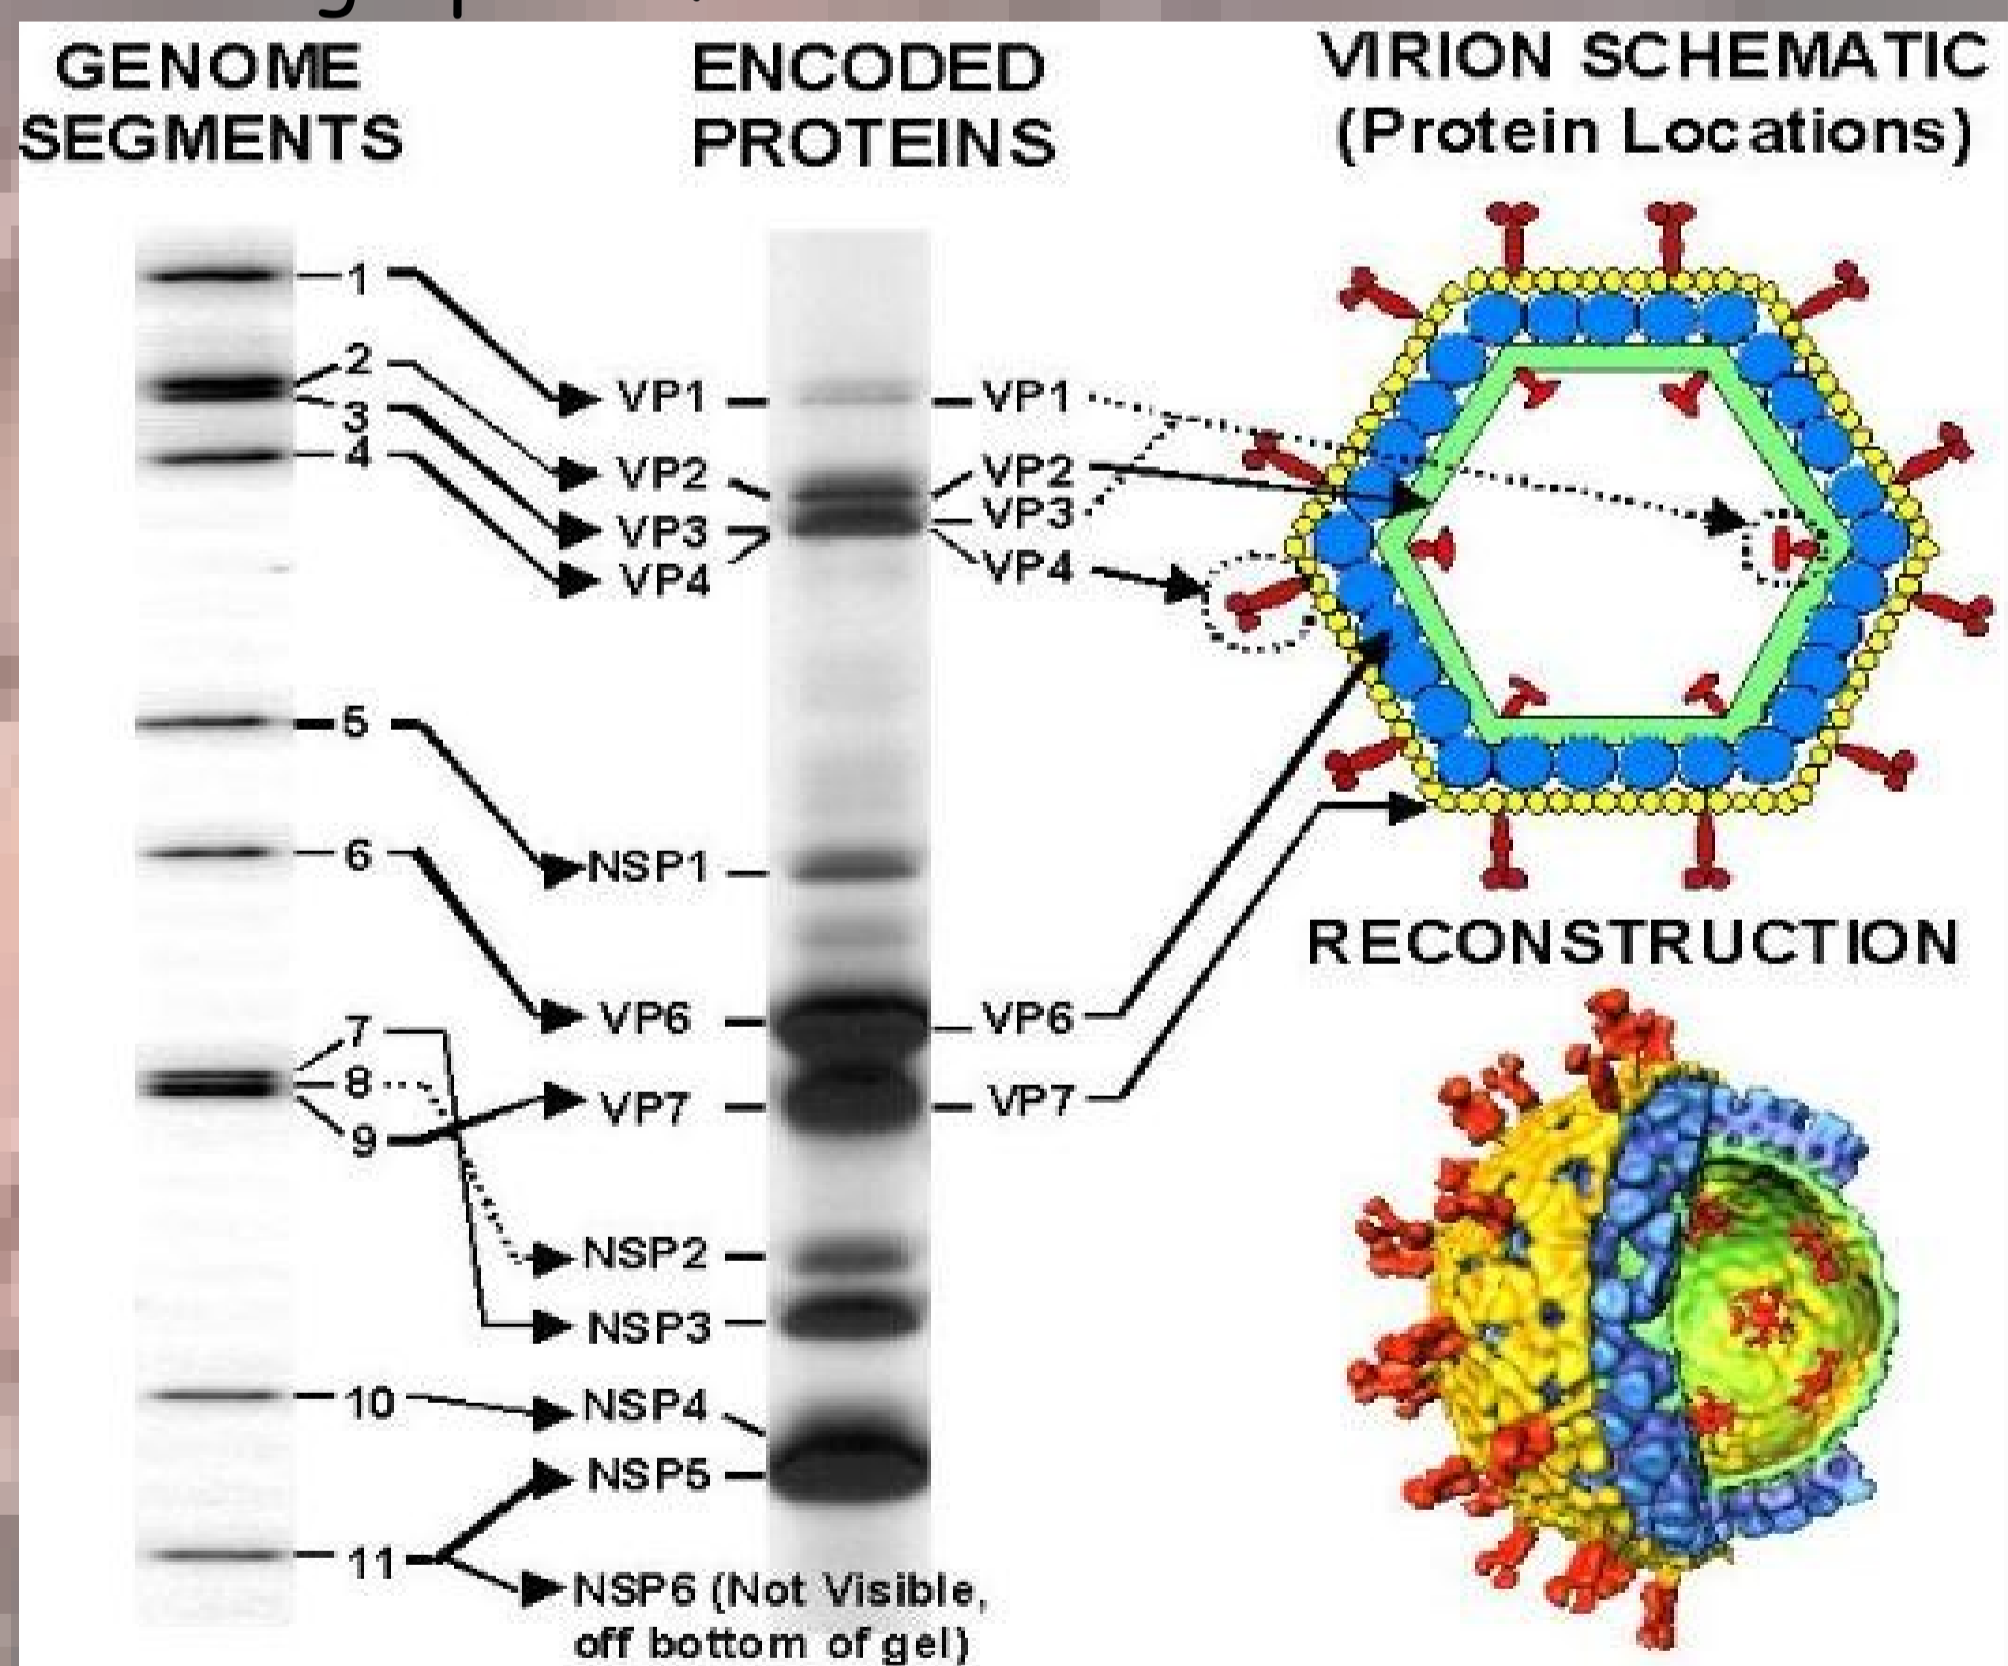 GENOME
SEGMENTS
ENCODED
PROTEINS
VIRION SCHEMATIC
(Protein Locations)
1
2
3
4
5
6
7
8
9
10
11
VP1
VP2
VP3
VP4
NSP1
VP6
VP7
NSP2
NSP3
NSP4
NSP5
NSP6 (Not Visible,
off bottom of gel)
VP1
VP2
VP3
VP4
VP6
VP7
RECONSTRUCTION